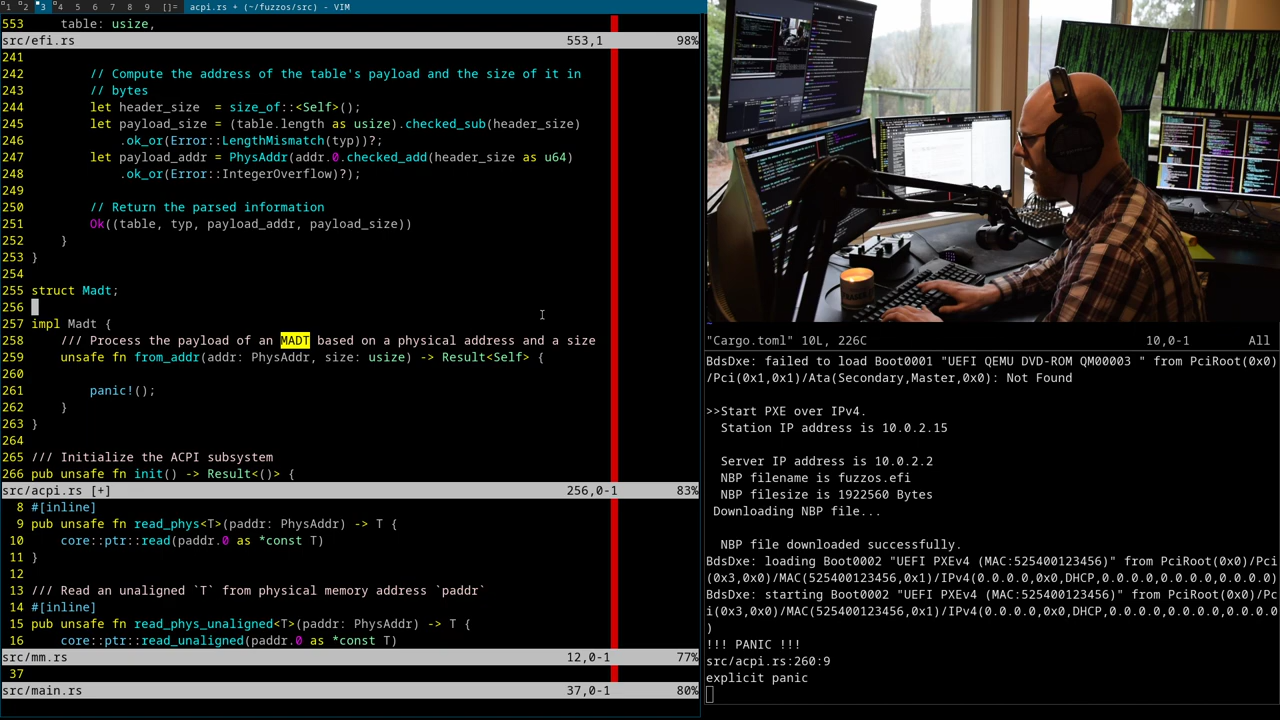 1 2 3 4 5 6 7 8 9 []= acpi.rs + (~/fuzzos/src) - VIM
553     table: usize,
src/efi.rs 553,1 98%
241
242         // Compute the address of the table's payload and the size of it in
243         // bytes
244         let header_size  = size_of::<Self>();
245         let payload_size = (table.length as usize).checked_sub(header_size)
246             .ok_or(Error::LengthMismatch(typ))?;
247         let payload_addr = PhysAddr(addr.0.checked_add(header_size as u64)
248             .ok_or(Error::IntegerOverflow)?);
249
250         // Return the parsed information
251         Ok((table, typ, payload_addr, payload_size))
252     }
253 }
254
255 struct Madt;
256
257 impl Madt {
258     /// Process the payload of an MADT based on a physical address and a size
259     unsafe fn from_addr(addr: PhysAddr, size: usize) -> Result<Self> {
260
261         panic!();
262     }
263 }
264
265 /// Initialize the ACPI subsystem
266 pub unsafe fn init() -> Result<()> {
src/acpi.rs [+] 256,0-1 83%
8 #[inline]
9 pub unsafe fn read_phys<T>(paddr: PhysAddr) -> T {
10     core::ptr::read(paddr.0 as *const T)
11 }
12
13 /// Read an unaligned `T` from physical memory address `paddr`
14 #[inline]
15 pub unsafe fn read_phys_unaligned<T>(paddr: PhysAddr) -> T {
16     core::ptr::read_unaligned(paddr.0 as *const T)
src/mm.rs 12,0-1 77%
37
src/main.rs 37,0-1 80%
"Cargo.toml" 10L, 226C 10,0-1 All
BdsDxe: failed to load Boot0001 "UEFI QEMU DVD-ROM QM00003 " from PciRoot(0x0)
/Pci(0x1,0x1)/Ata(Secondary,Master,0x0): Not Found
>>Start PXE over IPv4.
  Station IP address is 10.0.2.15
  Server IP address is 10.0.2.2
  NBP filename is fuzzos.efi
  NBP filesize is 1922560 Bytes
 Downloading NBP file...
  NBP file downloaded successfully.
BdsDxe: loading Boot0002 "UEFI PXEv4 (MAC:525400123456)" from PciRoot(0x0)/Pci
(0x3,0x0)/MAC(525400123456,0x1)/IPv4(0.0.0.0,0x0,DHCP,0.0.0.0,0.0.0.0,0.0.0.0)
BdsDxe: starting Boot0002 "UEFI PXEv4 (MAC:525400123456)" from PciRoot(0x0)/Pc
i(0x3,0x0)/MAC(525400123456,0x1)/IPv4(0.0.0.0,0x0,DHCP,0.0.0.0,0.0.0.0,0.0.0.0
)
!!! PANIC !!!
src/acpi.rs:260:9
explicit panic